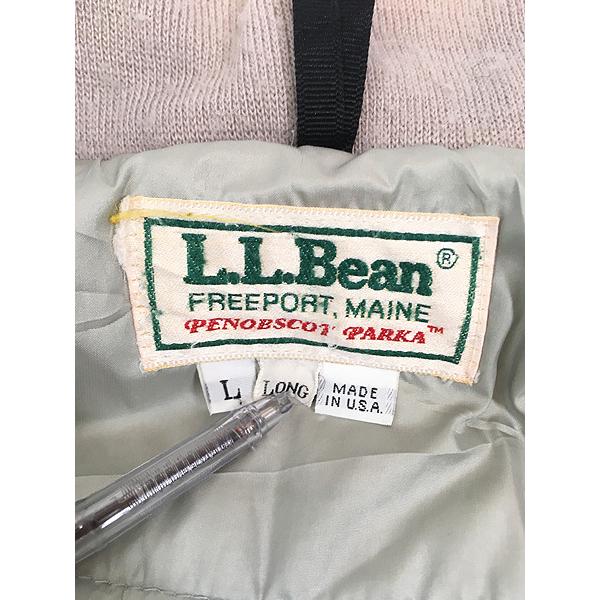 L.L.Bean ®
FREEPORT, MAINE
PENOBSCOT PARKA™
L
LONG
MADE
IN U.S.A.